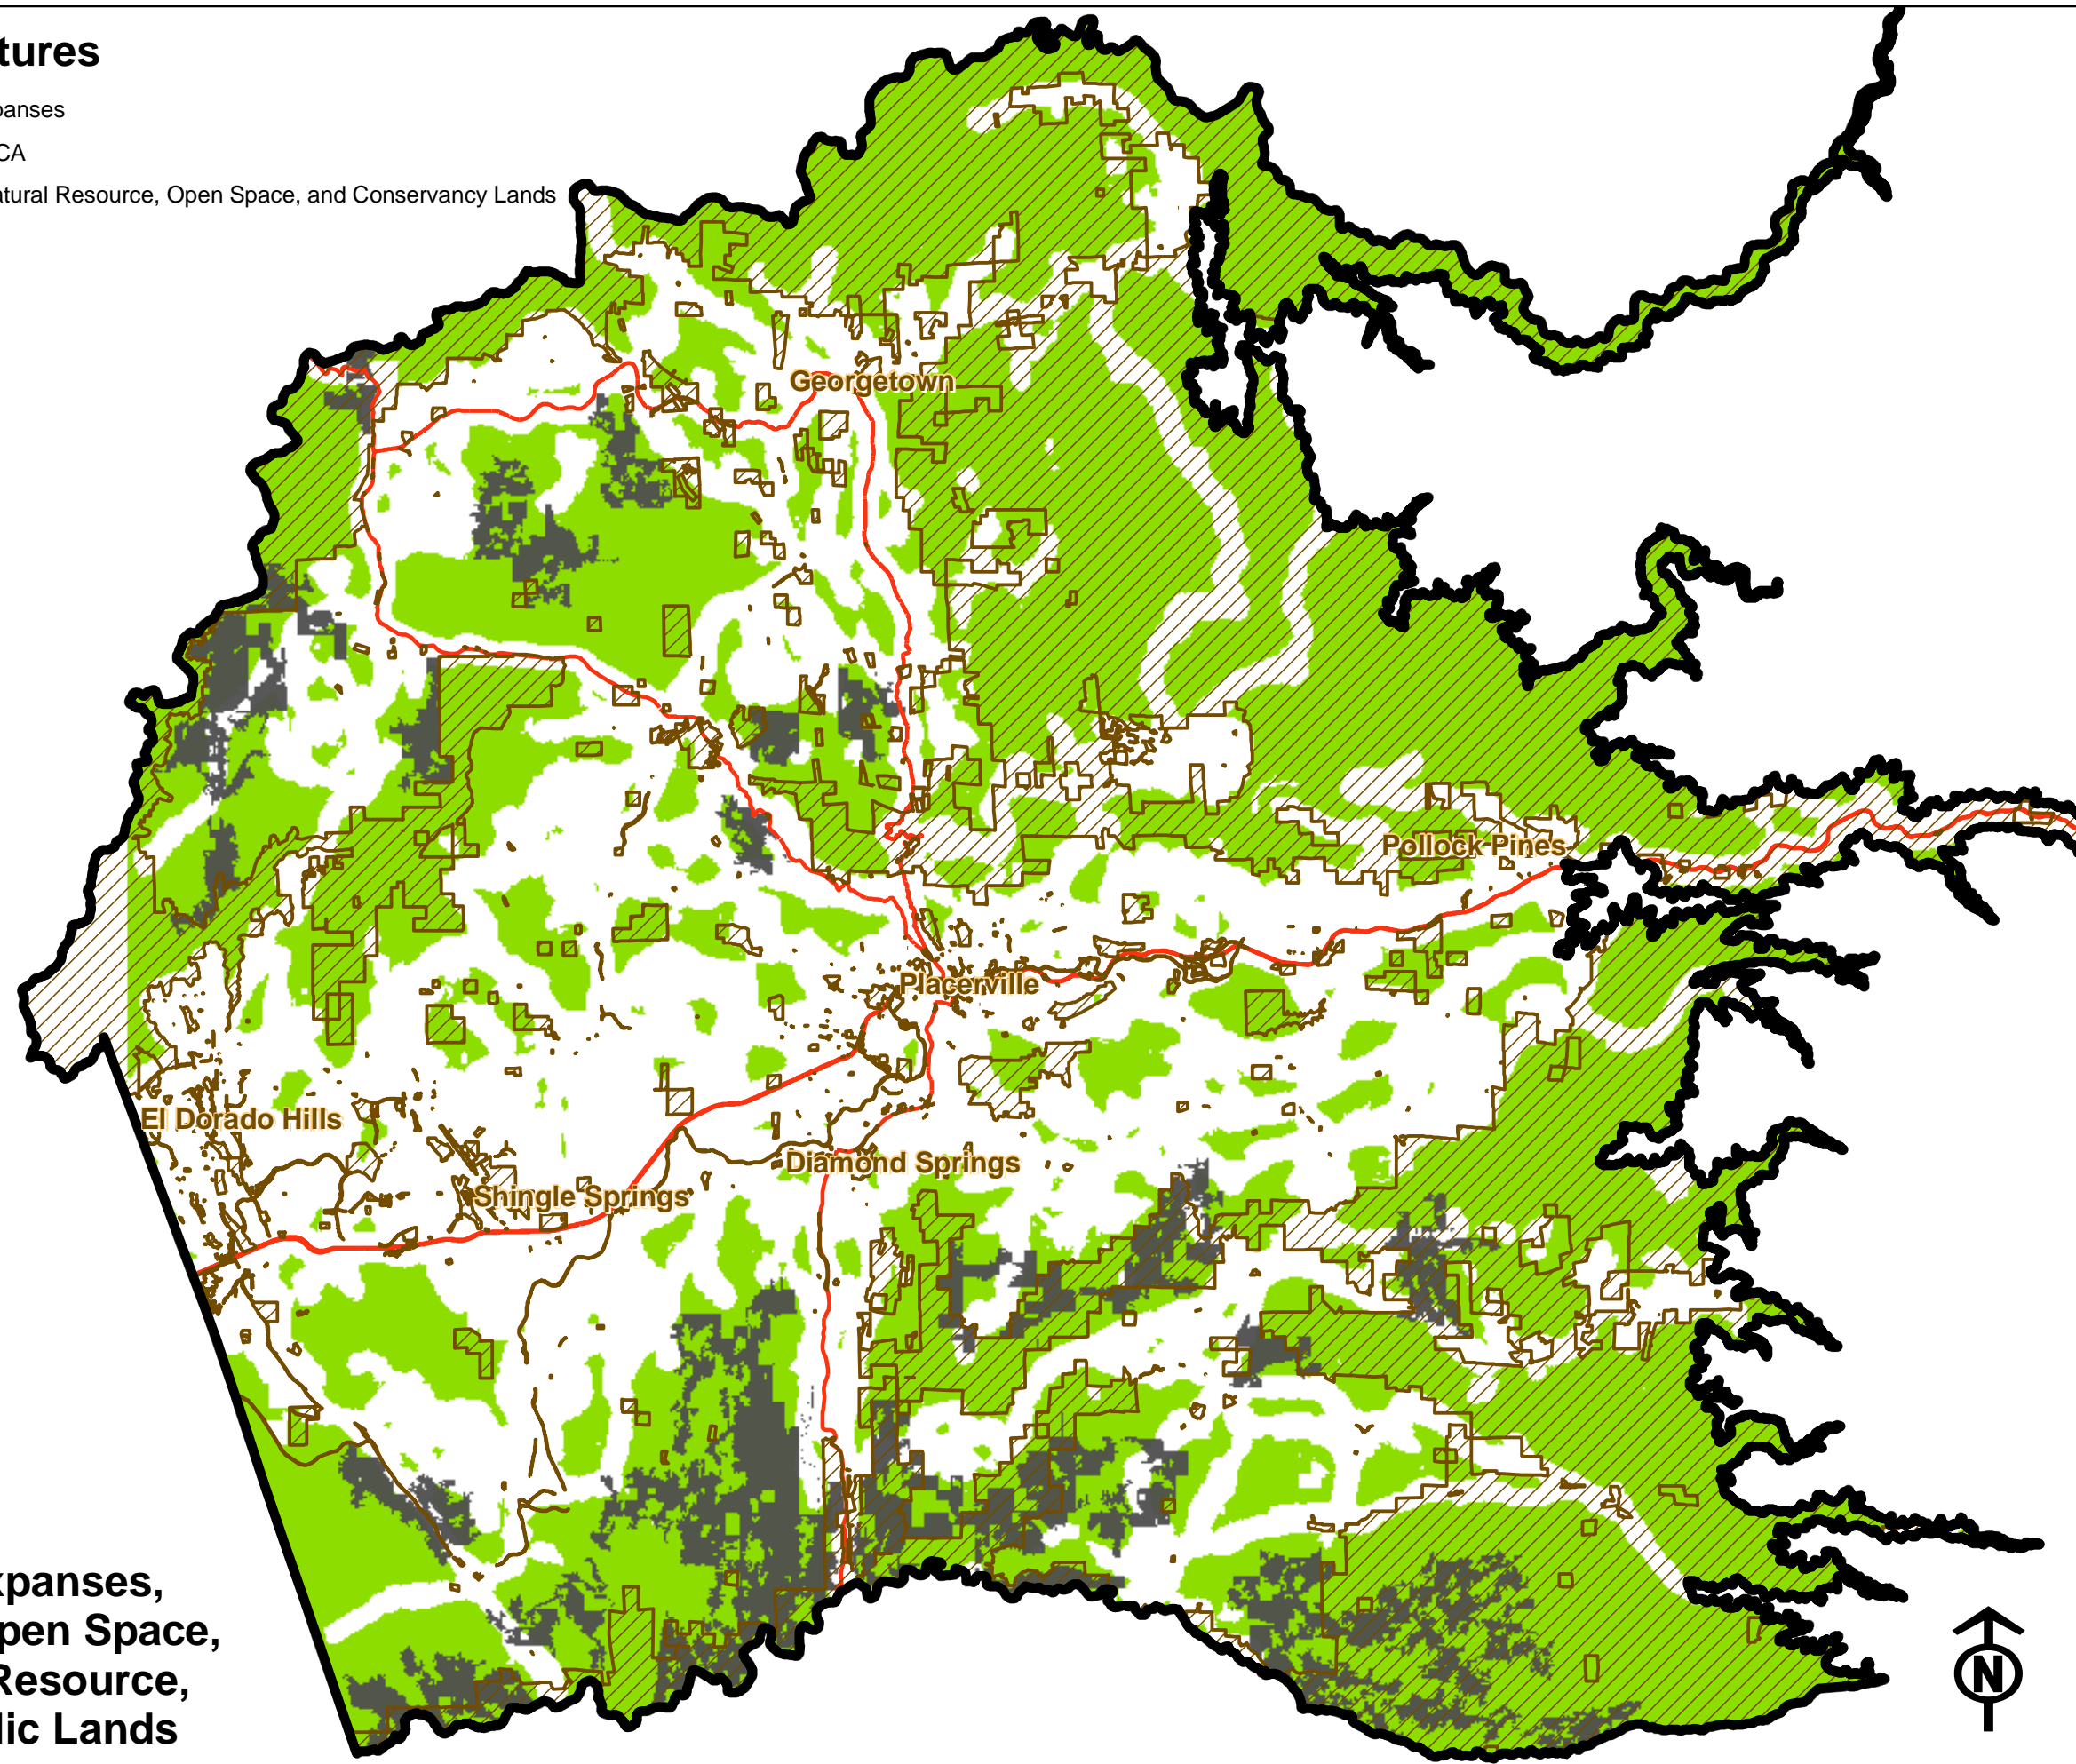 tures
panses
CA
atural Resource, Open Space, and Conservancy Lands
Georgetown
Pollock Pines
Placerville
El Dorado Hills
Diamond Springs
Shingle Springs
xpanses,
pen Space,
Resource,
lic Lands
N